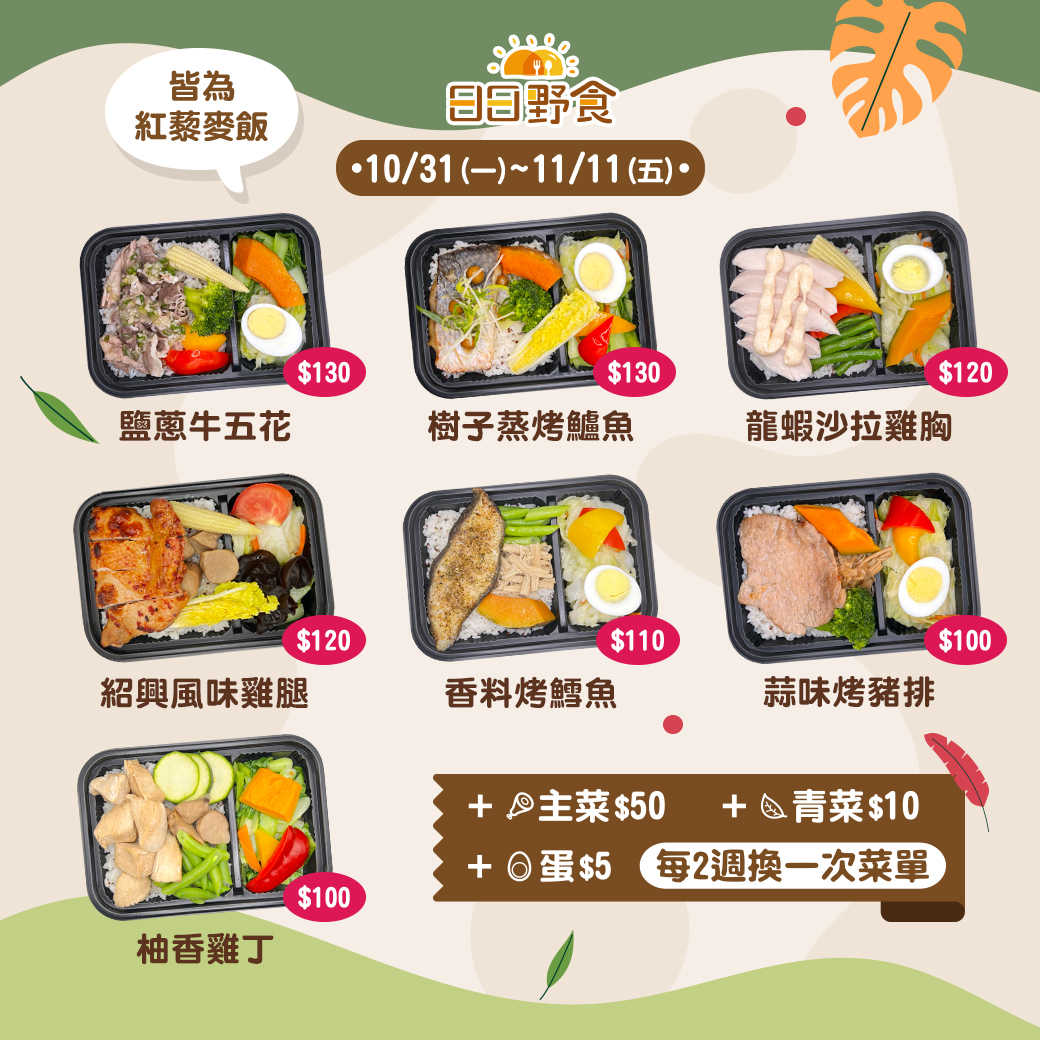 日日野食
皆為
紅藜麥飯
•10/31(一)~11/11(五)•
$130
鹽蔥牛五花
$130
樹子蒸烤鱸魚
$120
龍蝦沙拉雞胸
$120
紹興風味雞腿
$110
香料烤鱈魚
$100
蒜味烤豬排
$100
柚香雞丁
+主菜$50 +青菜$10
+蛋$5 每2週換一次菜單